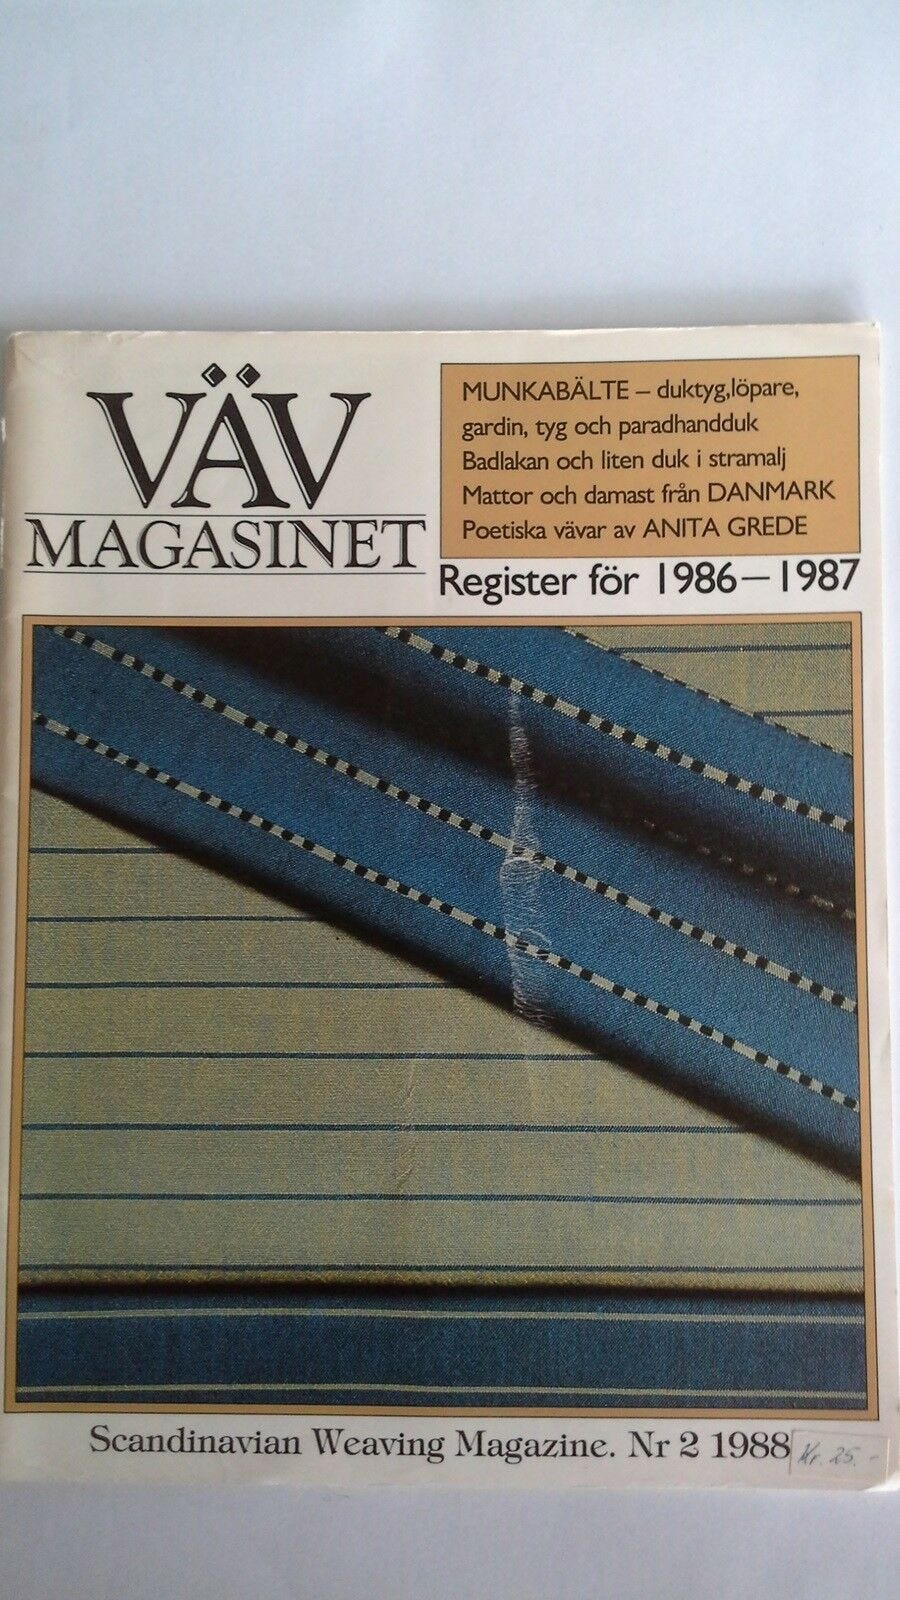 VÄV
MAGASINET
MUNKABÄLTE – duktyg,löpare,
gardin, tyg och paradhandduk
Badlakan och liten duk i stramalj
Mattor och damast från DANMARK
Poetiska vävar av ANITA GREDE
Register för 1986–1987
Scandinavian Weaving Magazine. Nr 2 1988
Kr. 25.-